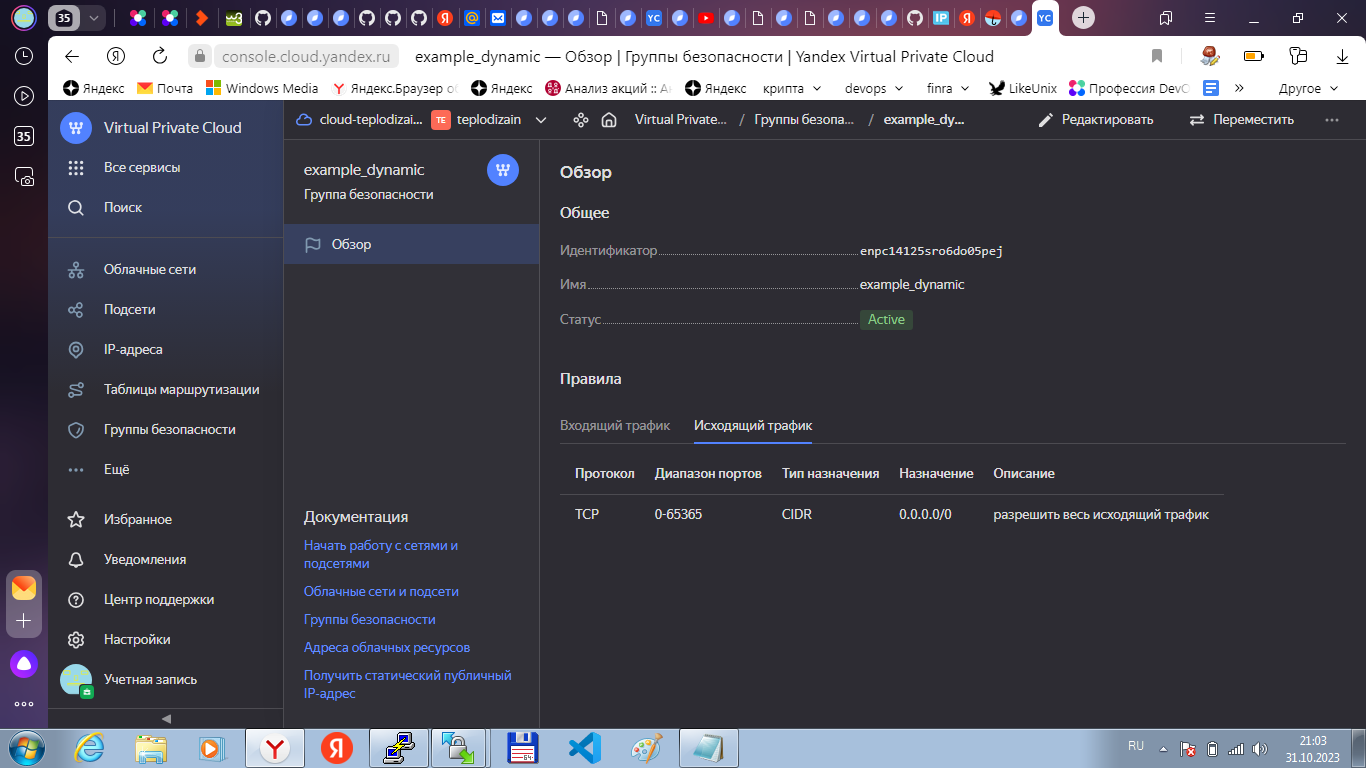 35
YC
IP
YC
console.cloud.yandex.ru
example_dynamic — Обзор | Группы безопасности | Yandex Virtual Private Cloud
Яндекс
Почта
Windows Media
Яндекс.Браузер
Яндекс
Анализ акций ::
Яндекс
крипта
devops
finra
LikeUnix
Профессия DevO
»
Другое
35
Virtual Private Cloud
Все сервисы
Поиск
Облачные сети
Подсети
IP-адреса
Таблицы маршрутизации
Группы безопасности
Ещё
Избранное
Уведомления
Центр поддержки
Настройки
Учетная запись
cloud-teplodizai...
TE
teplodizain
Virtual Private...
/
Группы безопа...
/
example_dy...
Редактировать
Переместить
example_dynamic
Группа безопасности
Обзор
Документация
Начать работу с сетями и
подсетями
Облачные сети и подсети
Группы безопасности
Адреса облачных ресурсов
Получить статический публичный
IP-адрес
Обзор
Общее
Идентификатор enpc14125sro6do05pej
Имя example_dynamic
Статус Active
Правила
Входящий трафик Исходящий трафик
Протокол Диапазон портов Тип назначения Назначение Описание
TCP 0-65365 CIDR 0.0.0.0/0 разрешить весь исходящий трафик
RU
21:03
31.10.2023